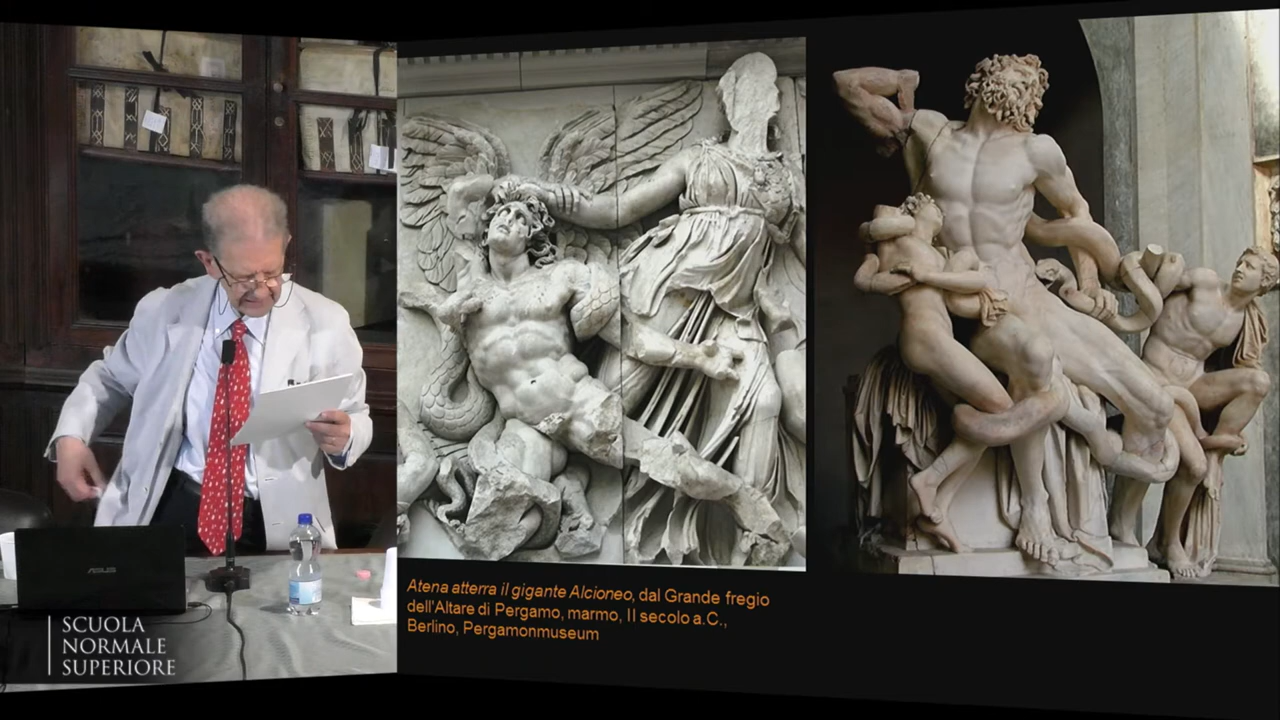 ASUS
SCUOLA
NORMALE
SUPERIORE
Atena atterra il gigante Alcioneo, dal Grande fregio
dell'Altare di Pergamo, marmo, II secolo a.C.,
Berlino, Pergamonmuseum